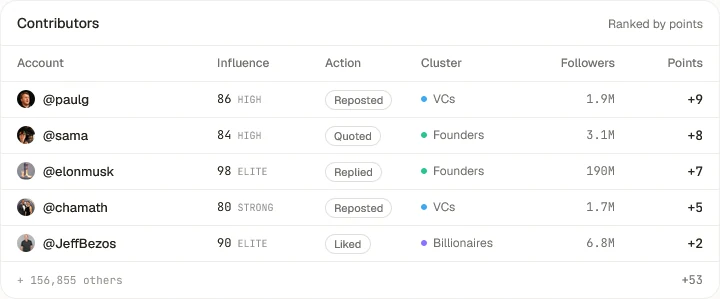 Contributors Ranked by points
Account Influence Action Cluster Followers Points
@paulg 86 HIGH Reposted VCs 1.9M +9
@sama 84 HIGH Quoted Founders 3.1M +8
@elonmusk 98 ELITE Replied Founders 190M +7
@chamath 80 STRONG Reposted VCs 1.7M +5
@JeffBezos 90 ELITE Liked Billionaires 6.8M +2
+ 156,855 others +53